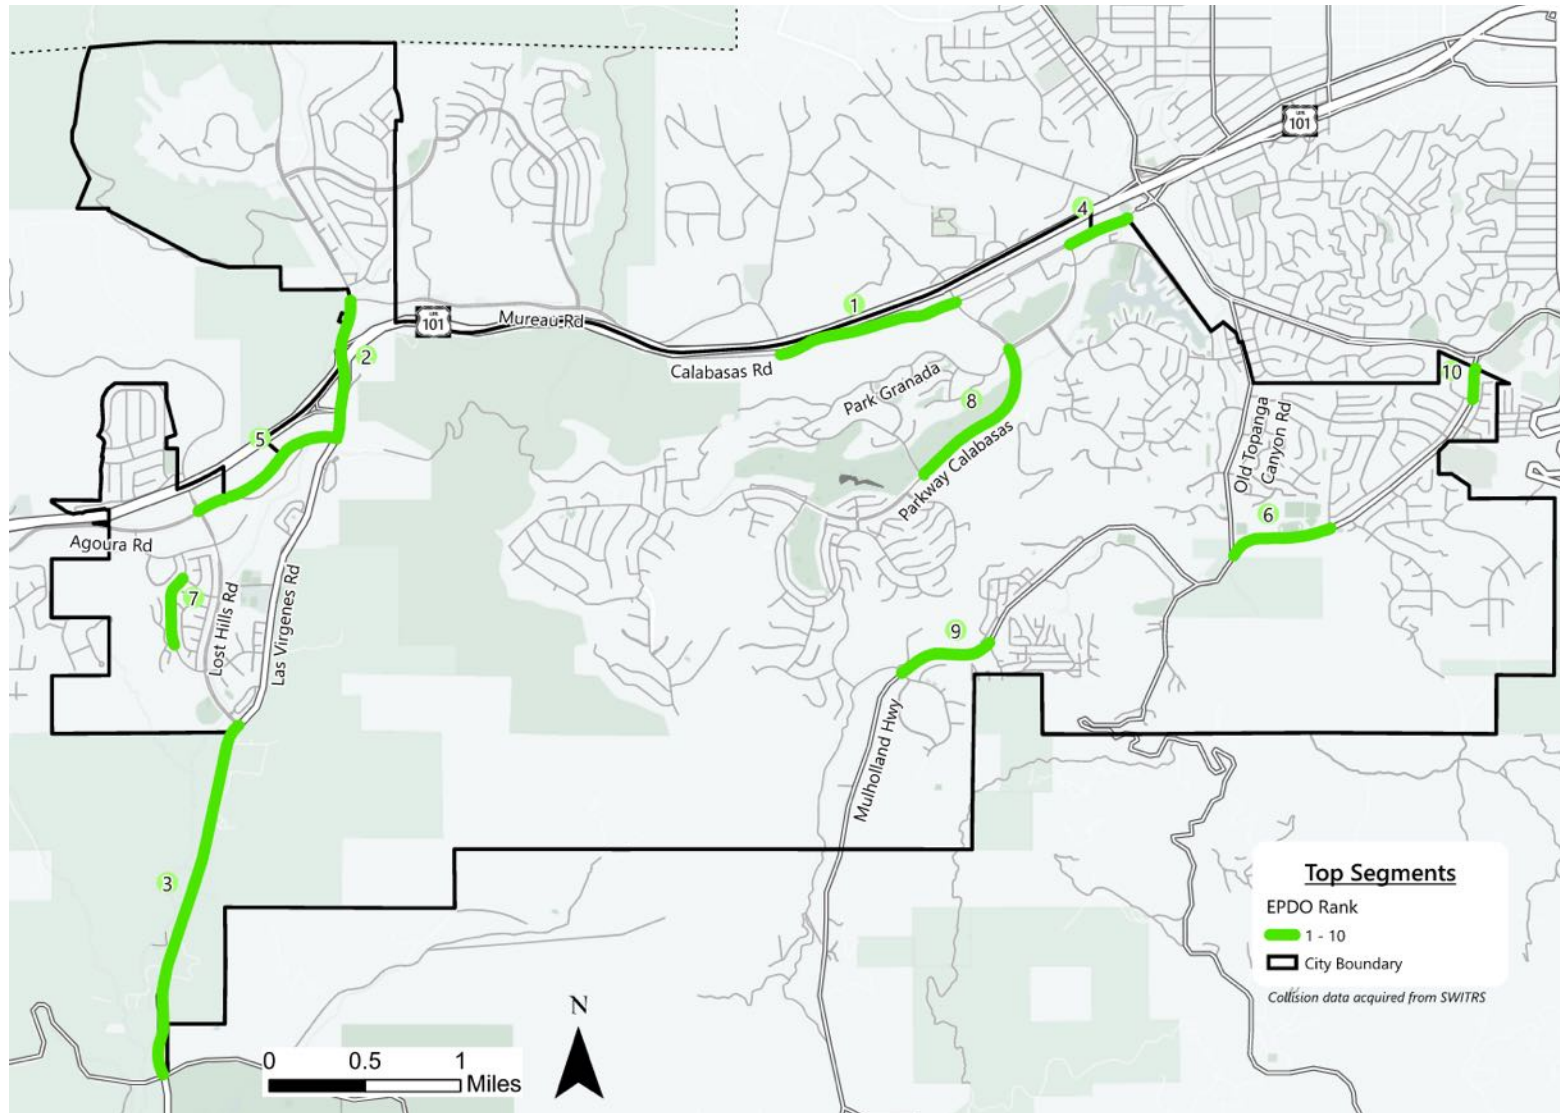 101
4
1
101
Mureau Rd
2
Calabasas Rd
10
Park Granada
8
5
Parkway Calabasas
Old Topanga
Canyon Rd
6
Agoura Rd
7
Lost Hills Rd
Las Virgenes Rd
9
Mulholland Hwy
3
Top Segments
EPDO Rank
1 - 10
City Boundary
Collision data acquired from SWITRS
N
0 0.5 1
Miles